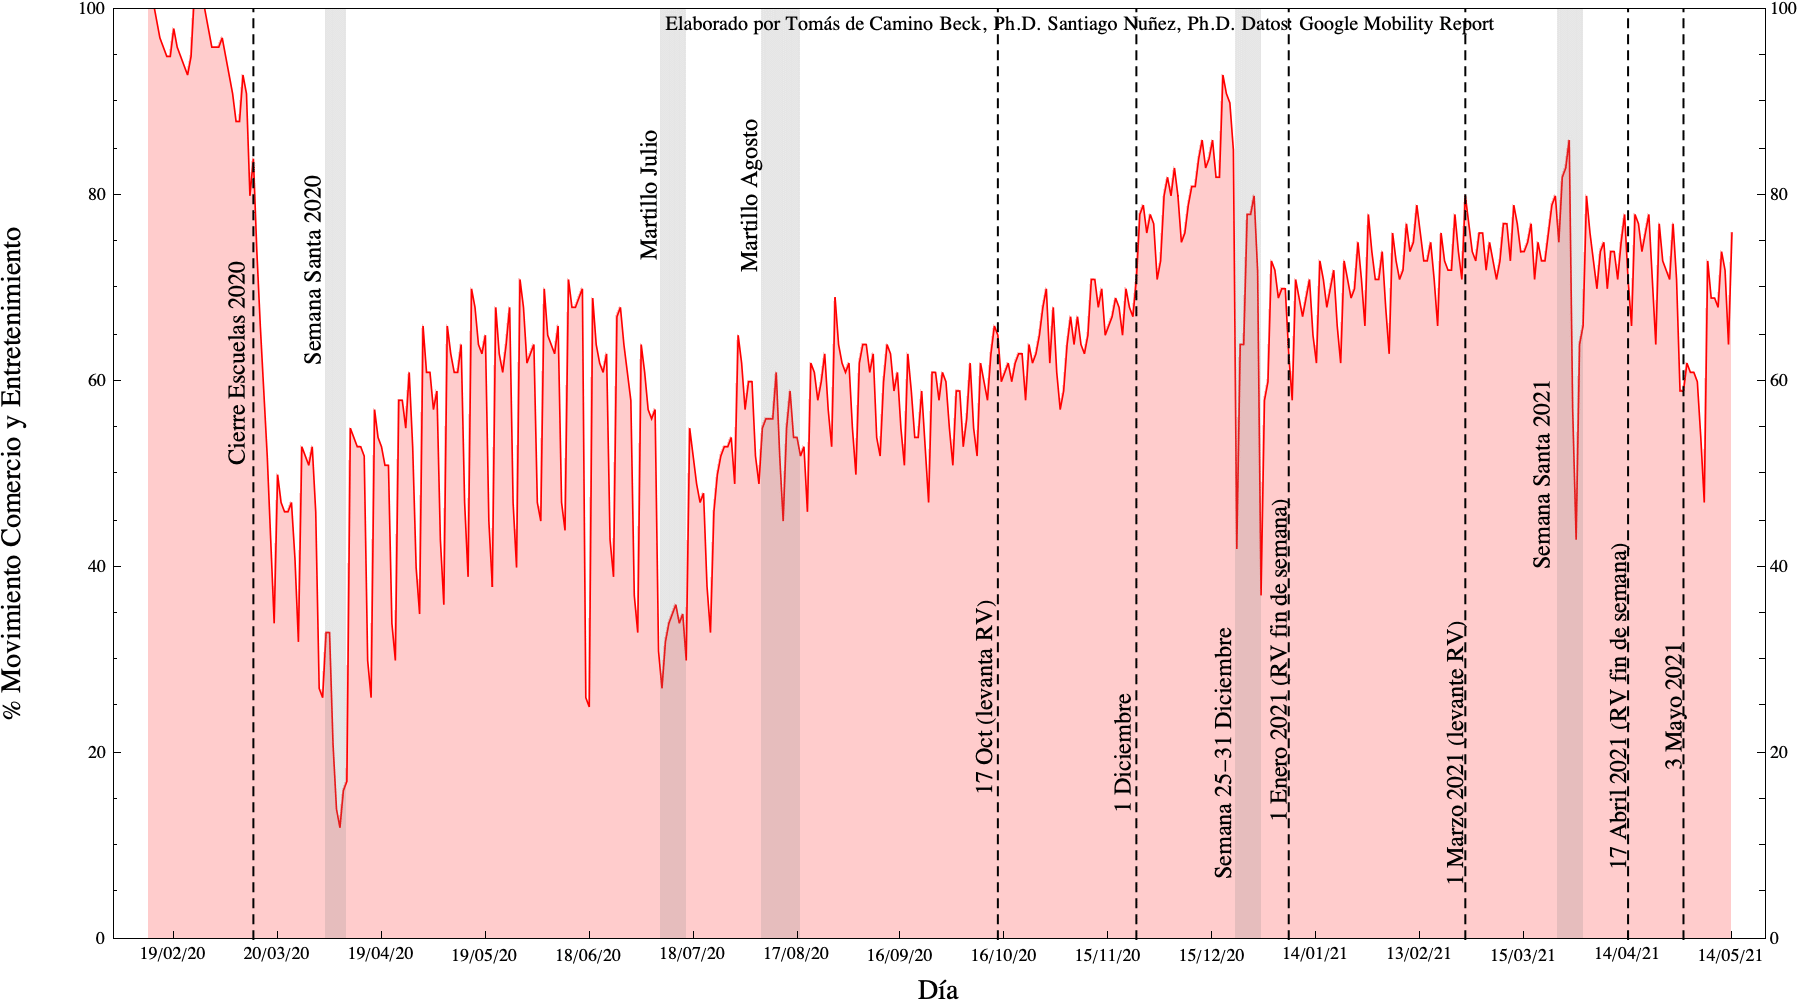 Elaborado por Tomás de Camino Beck, Ph.D. Santiago Nuñez, Ph.D. Datos: Google Mobility Report
% Movimiento Comercio y Entretenimiento
100
80
60
40
20
0
100
80
60
40
20
0
Cierre Escuelas 2020
Semana Santa 2020
Martillo Julio
Martillo Agosto
17 Oct (levanta RV)
1 Diciembre
Semana 25-31 Diciembre
1 Enero 2021 (RV fin de semana)
1 Marzo 2021 (levante RV)
Semana Santa 2021
17 Abril 2021 (RV fin de semana)
3 Mayo 2021
19/02/20
20/03/20
19/04/20
19/05/20
18/06/20
18/07/20
17/08/20
16/09/20
16/10/20
15/11/20
15/12/20
14/01/21
13/02/21
15/03/21
14/04/21
14/05/21
Día